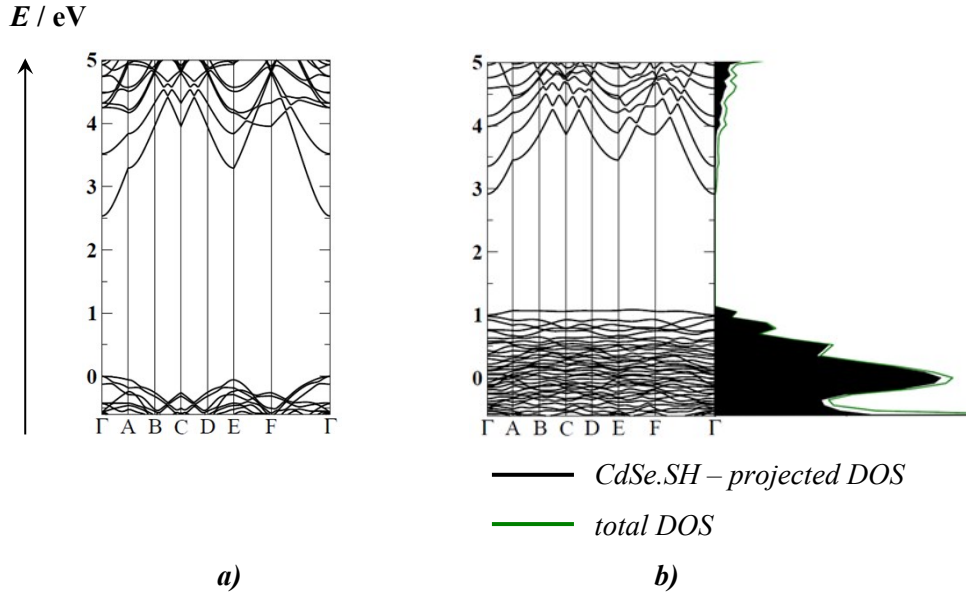 E / eV
5
4
3
2
1
0
Γ A B C D E F Γ
5
4
3
2
1
0
Γ A B C D E F Γ
CdSe.SH – projected DOS
total DOS
a)
b)